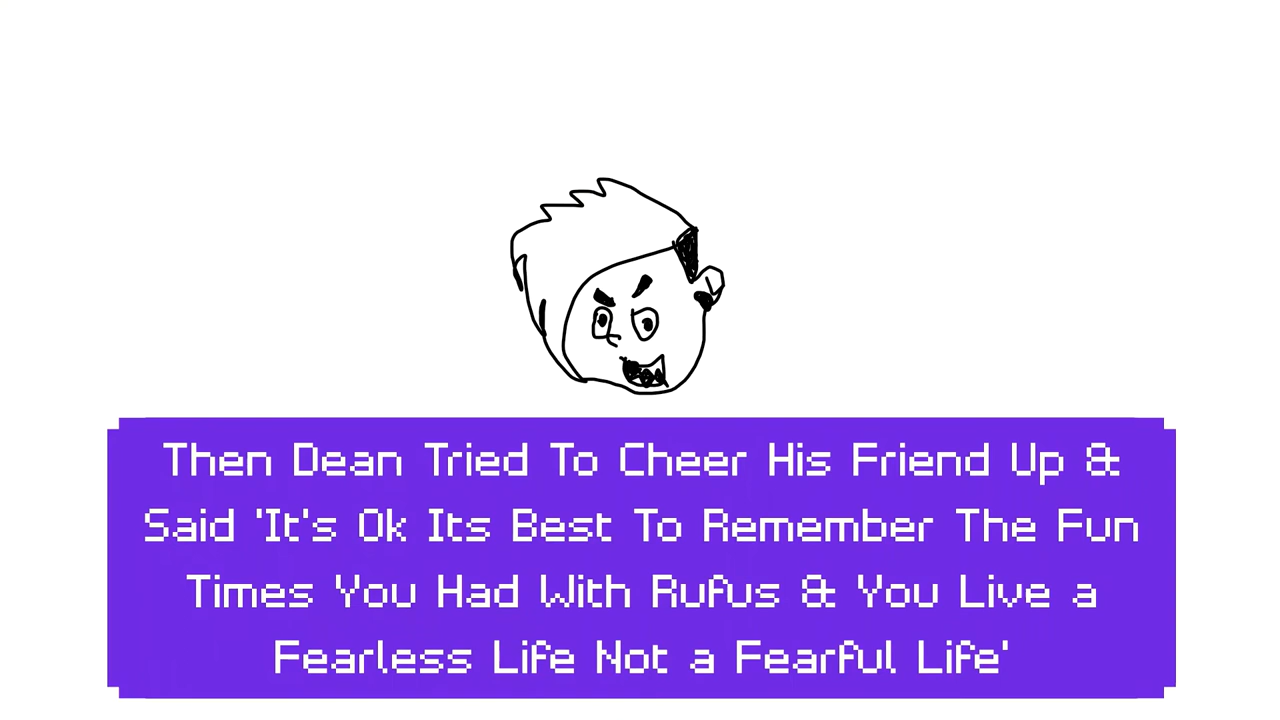 Then Dean Tried To Cheer His Friend Up &
Said 'It's Ok Its Best To Remember The Fun
Times You Had With Rufus & You Live a
Fearless Life Not a Fearful Life'